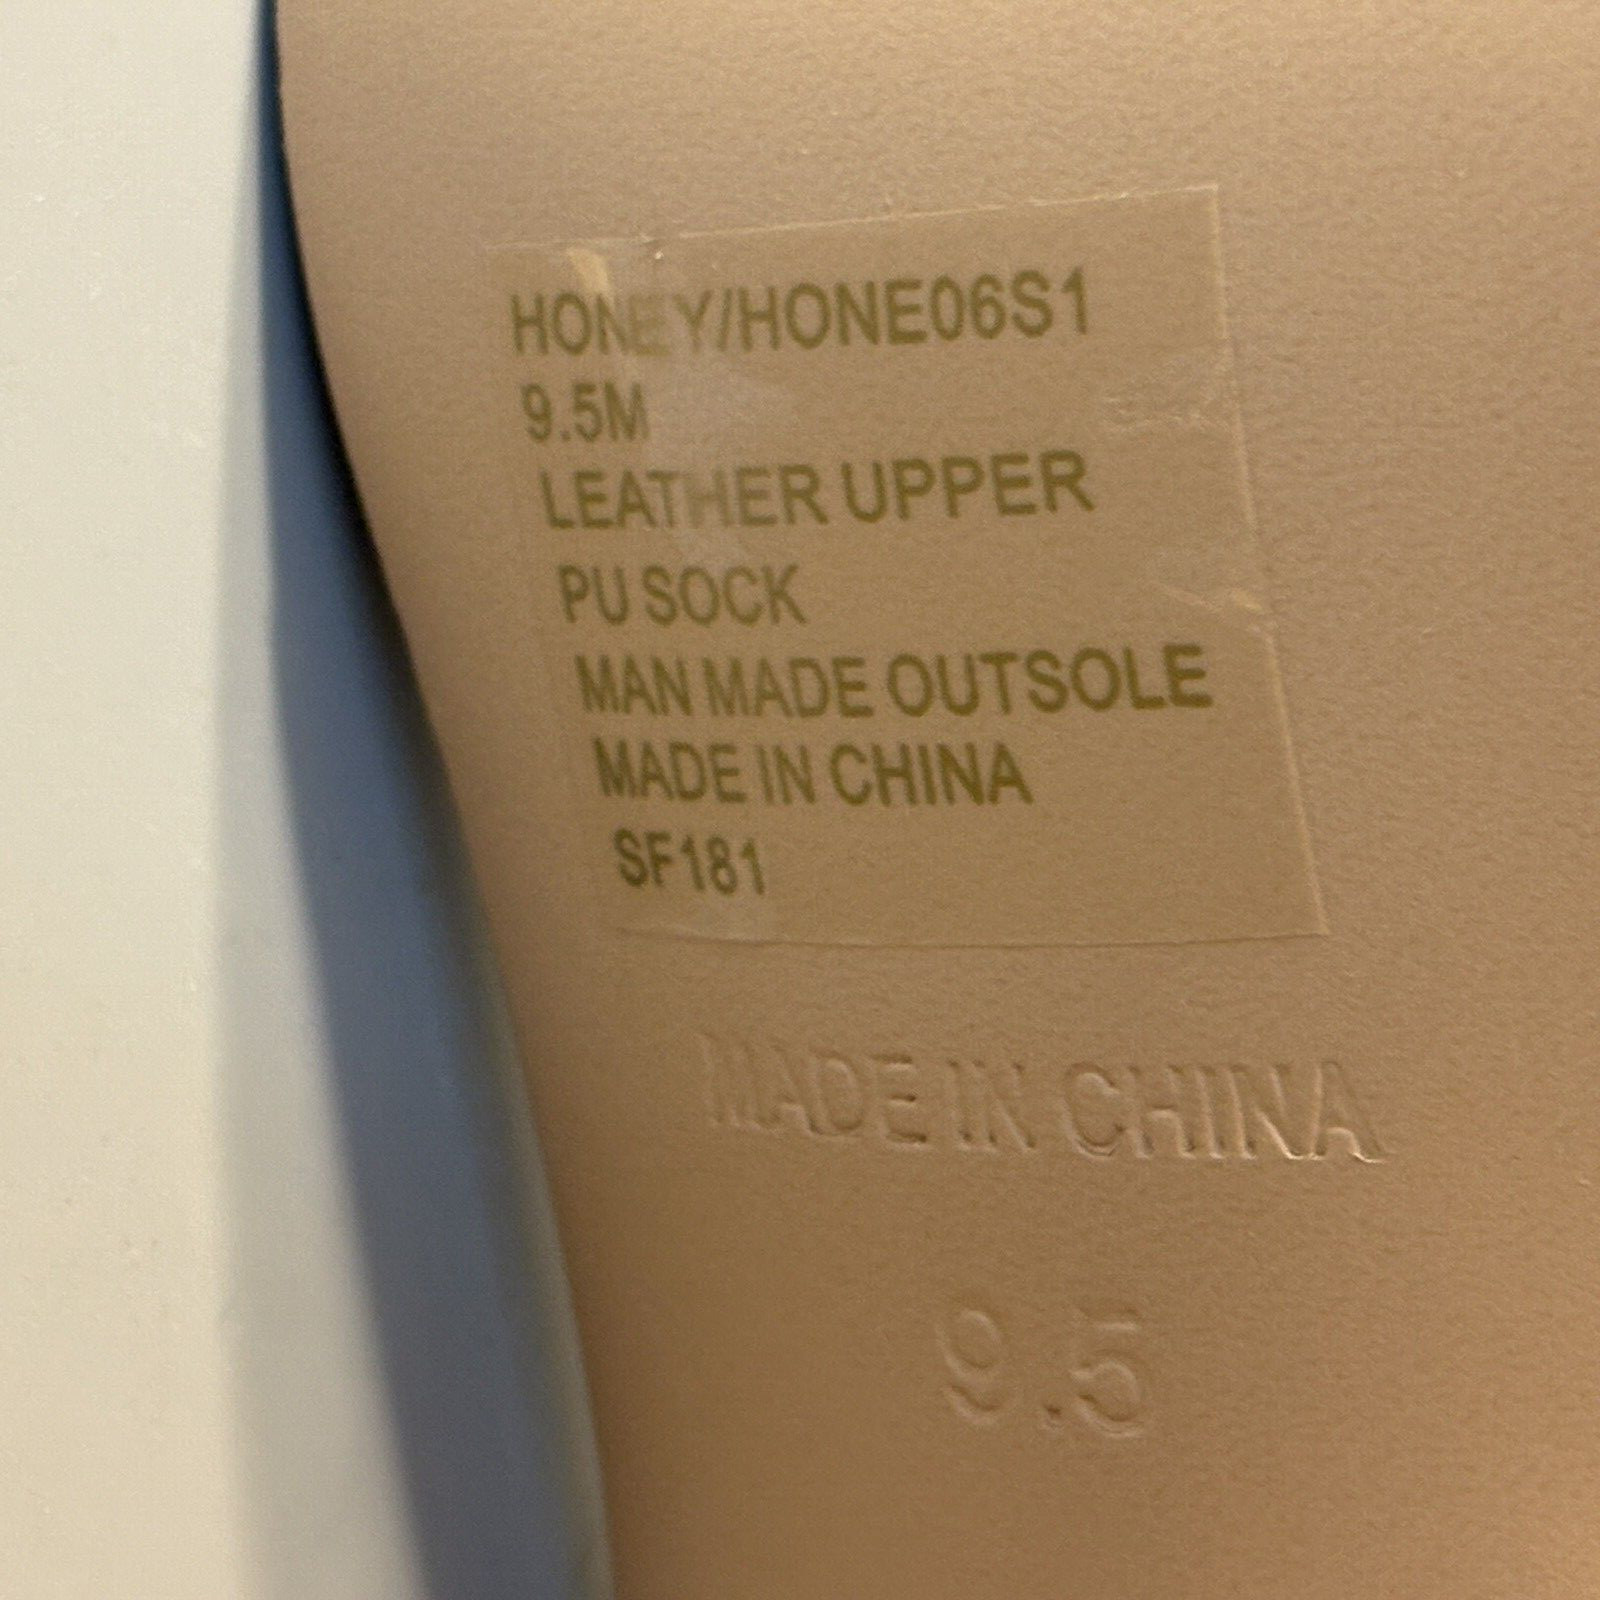 HONEY/HONE06S1
9.5M
LEATHER UPPER
PU SOCK
MAN MADE OUTSOLE
MADE IN CHINA
SF181
MADE IN CHINA
9.5